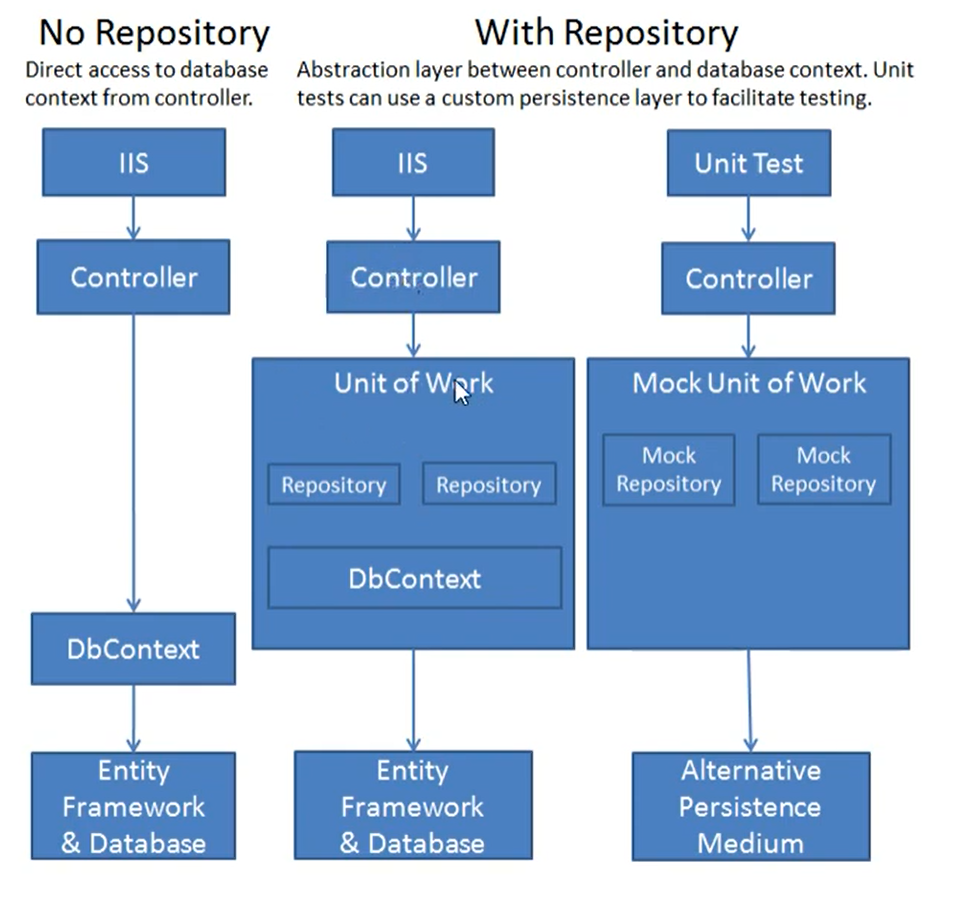 No Repository
Direct access to database
context from controller.
With Repository
Abstraction layer between controller and database context. Unit
tests can use a custom persistence layer to facilitate testing.
IIS
Controller
DbContext
Entity
Framework
& Database
IIS
Controller
Unit of Work
Repository
Repository
DbContext
Entity
Framework
& Database
Unit Test
Controller
Mock Unit of Work
Mock
Repository
Mock
Repository
Alternative
Persistence
Medium